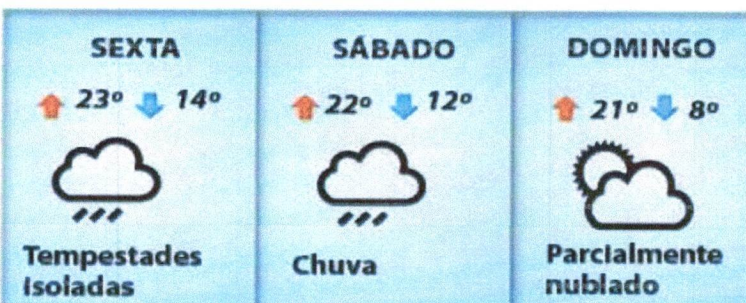 SEXTA
23º 14º
Tempestades
isoladas
SÁBADO
22º 12º
Chuva
DOMINGO
21º 8º
Parcialmente
nublado